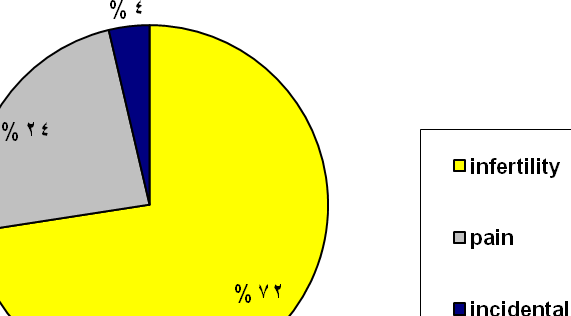 % ٤
% ٢٤
% ٧٢
infertility
pain
incidental